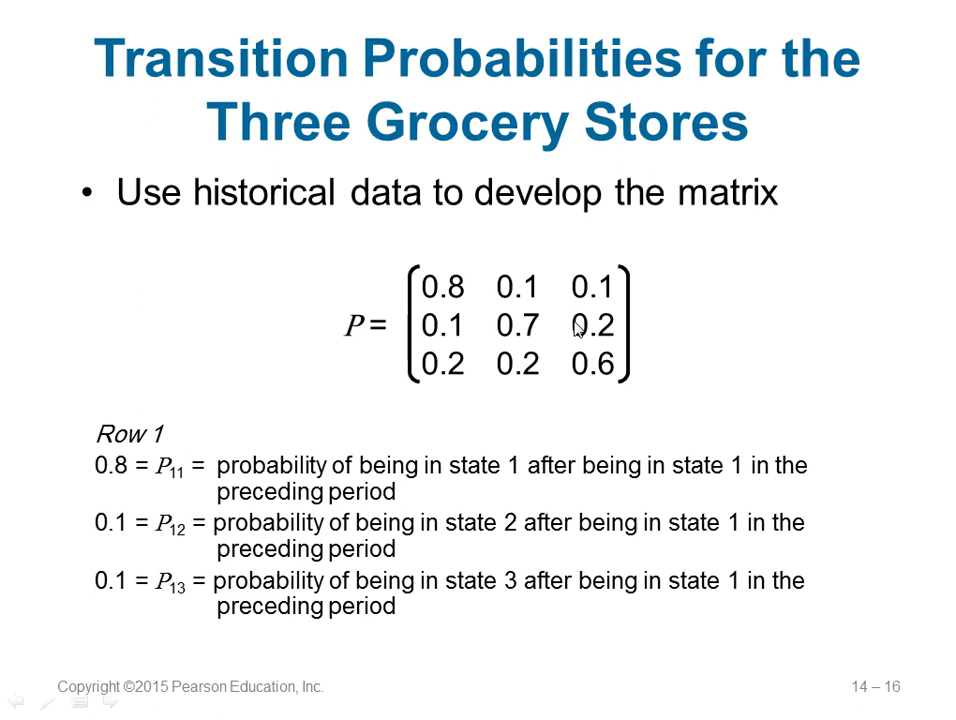 Transition Probabilities for the
Three Grocery Stores
• Use historical data to develop the matrix
0.8 0.1 0.1
P = 0.1 0.7 0.2
0.2 0.2 0.6
Row 1
0.8 = P11 = probability of being in state 1 after being in state 1 in the
preceding period
0.1 = P12 = probability of being in state 2 after being in state 1 in the
preceding period
0.1 = P13 = probability of being in state 3 after being in state 1 in the
preceding period
Copyright ©2015 Pearson Education, Inc. 14 – 16